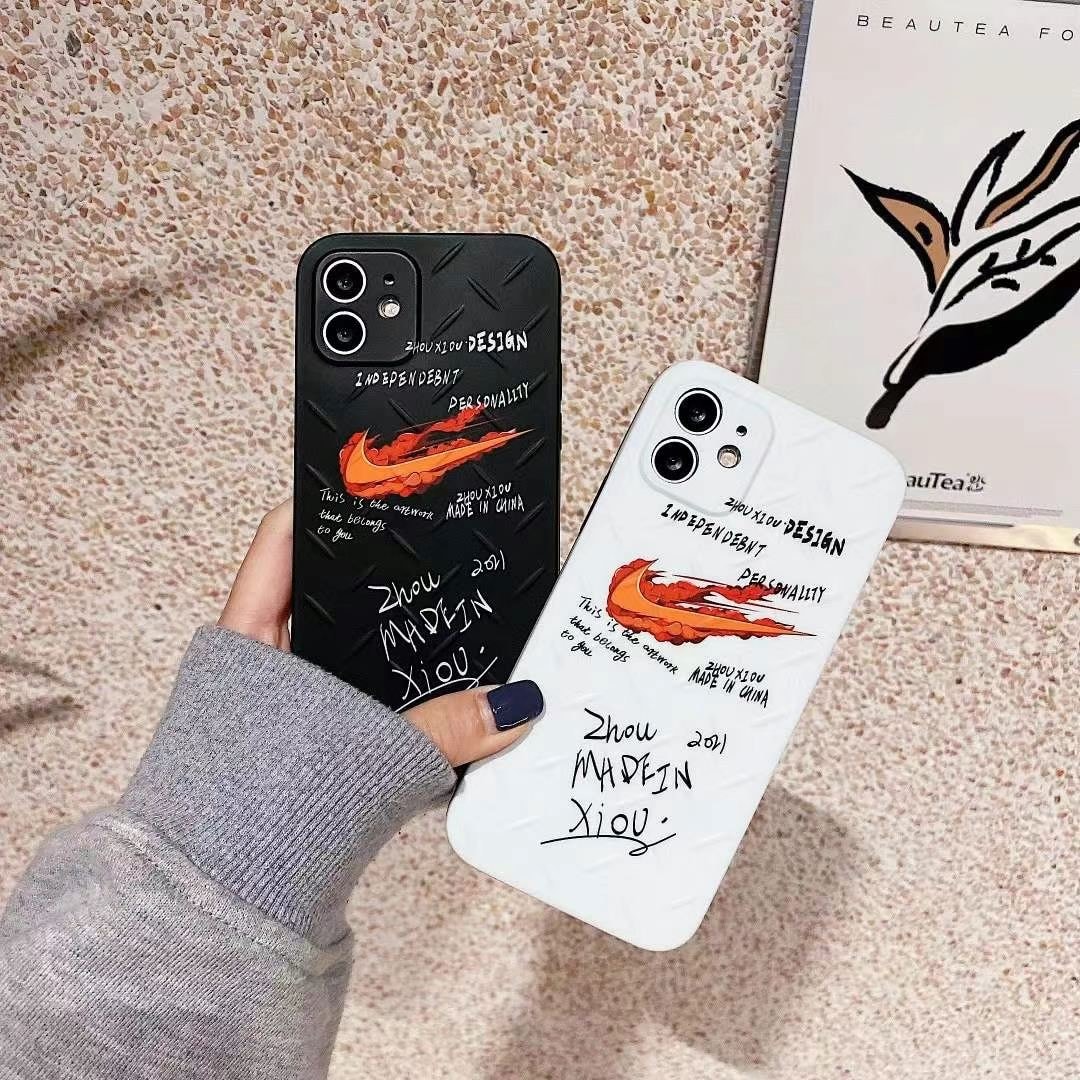 BEAUTEA FO
ZHOUXIOU·DESIGN
INDEPENDEBNT
PERSONALITY
This is the artwork
that belongs
to you
ZHOUXIOU
MADE IN CHINA
Zhou 2021
MADEIN
Xiou.
ZHOUXIOU·DESIGN
INDEPENDEBNT
PERSONALITY
This is the artwork
that belongs
to you
ZHOUXIOU
MADE IN CHINA
Zhou 2021
MADEIN
Xiou.
auTea